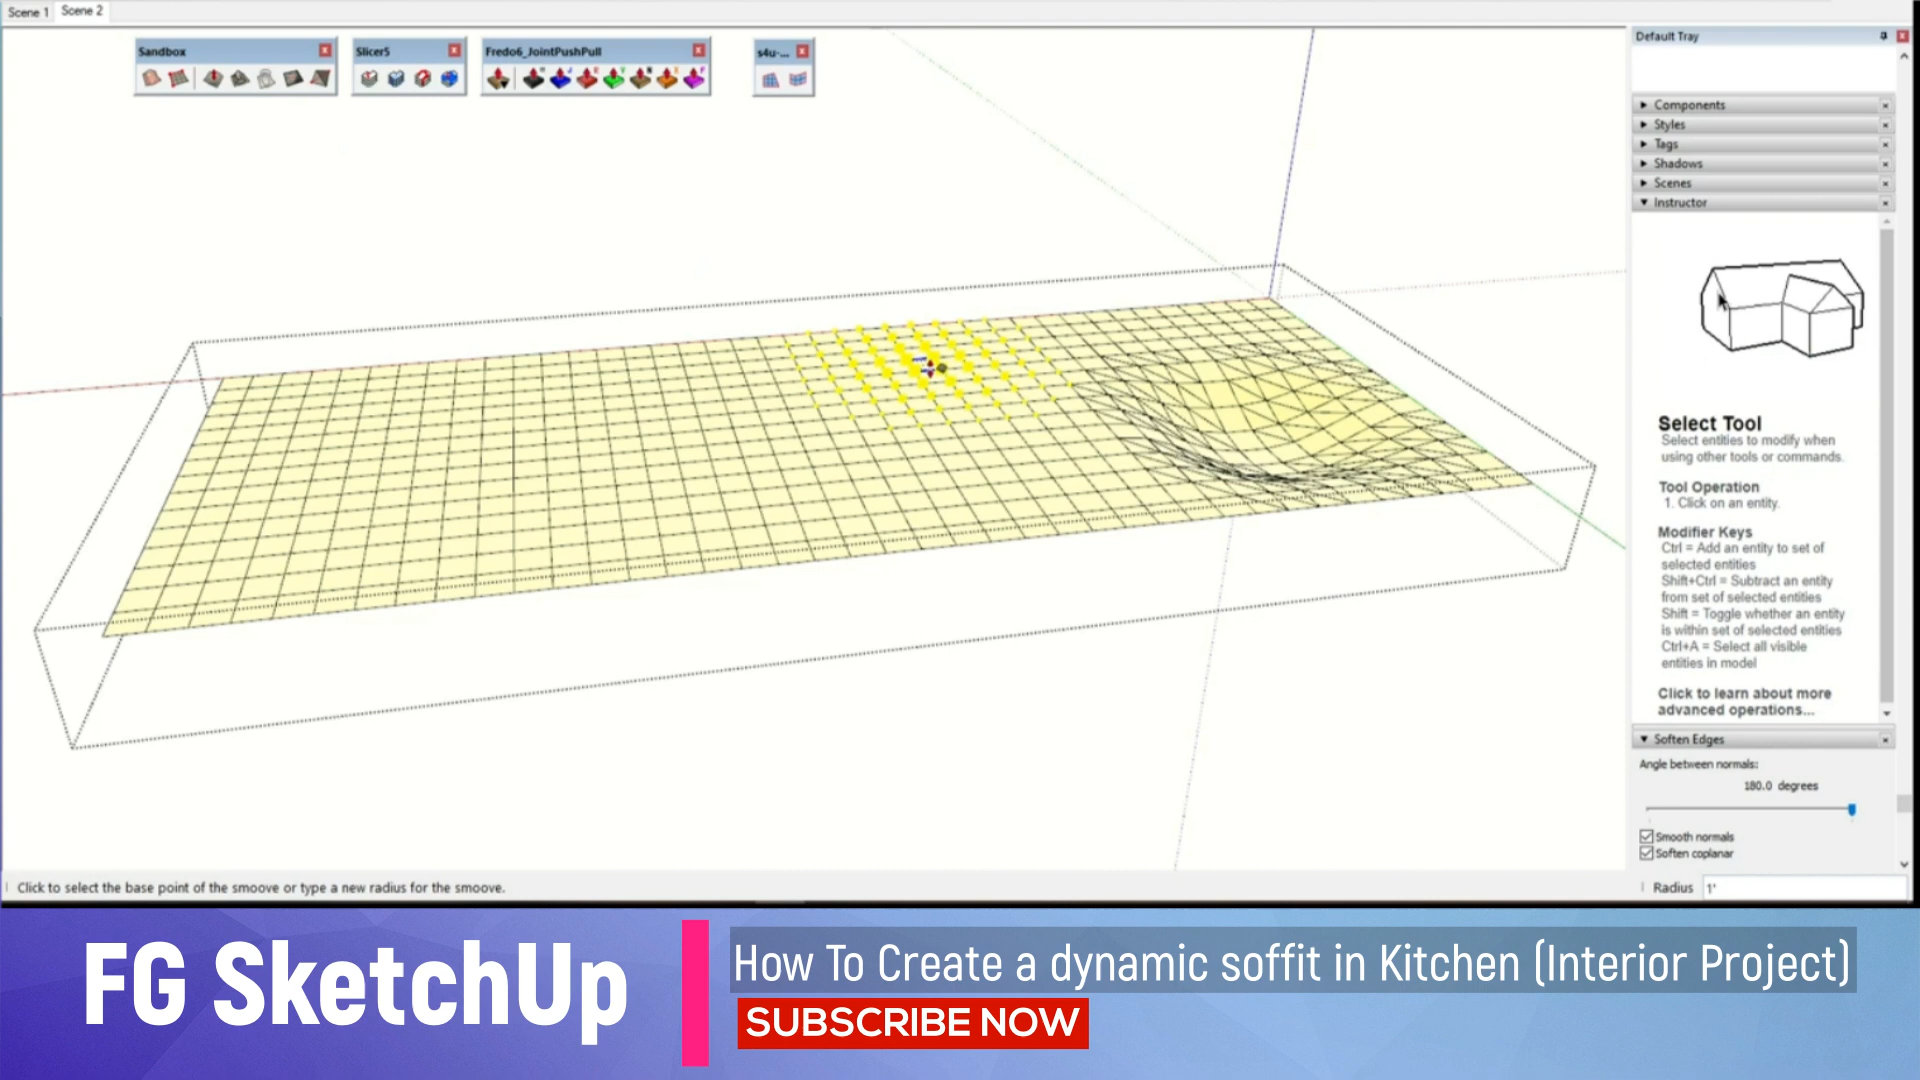 Scene 1 Scene 2
Sandbox Slicer5 Fredo6_JointPushPull s4u-...
Default Tray
Components
Styles
Tags
Shadows
Scenes
Instructor
Select Tool
Select entities to modify when
using other tools or commands.
Tool Operation
1. Click on an entity.
Modifier Keys
Ctrl = Add an entity to set of
selected entities
Shift+Ctrl = Subtract an entity
from set of selected entities
Shift = Toggle whether an entity
is within set of selected entities
Ctrl+A = Select all visible
entities in model
Click to learn about more
advanced operations...
Soften Edges
Angle between normals:
180.0 degrees
Smooth normals
Soften coplanar
Click to select the base point of the smoove or type a new radius for the smoove.
Radius 1'
FG SketchUp
How To Create a dynamic soffit in Kitchen (Interior Project)
SUBSCRIBE NOW